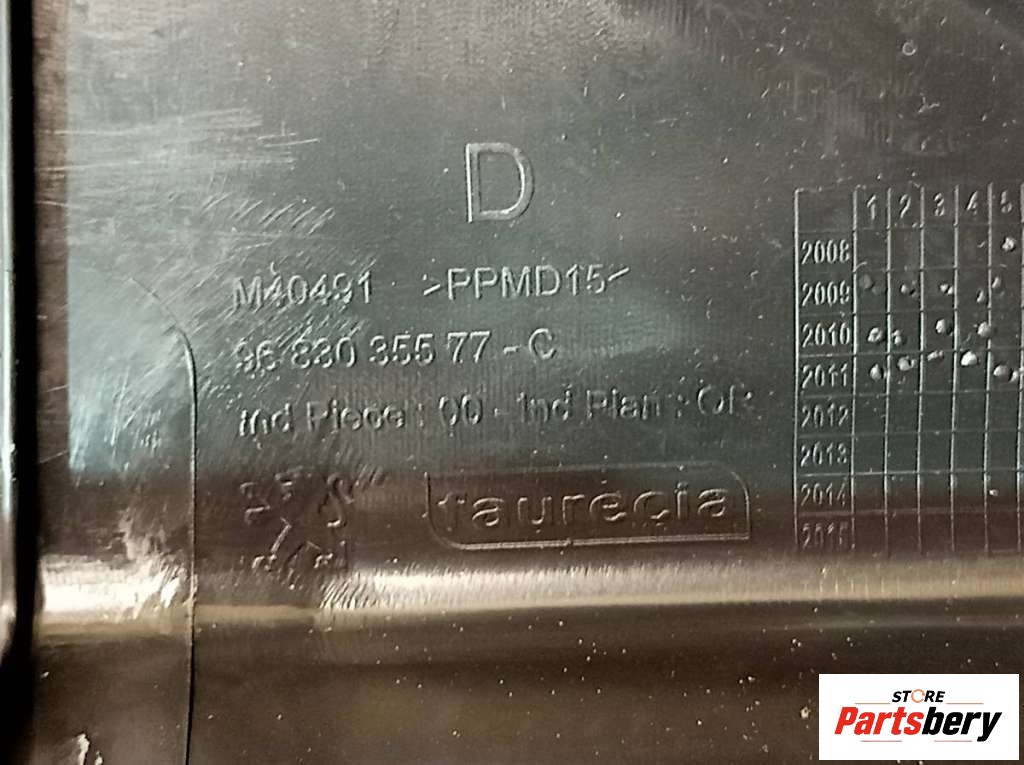 D
M40491 >PPMD15<
96 830 355 77 - C
Ind Piece : 00 - Ind Plan :
faurecia
1 2 3 4 5
2008
2009
2010
2011
2012
2013
2014
2015
STORE
Partsbery